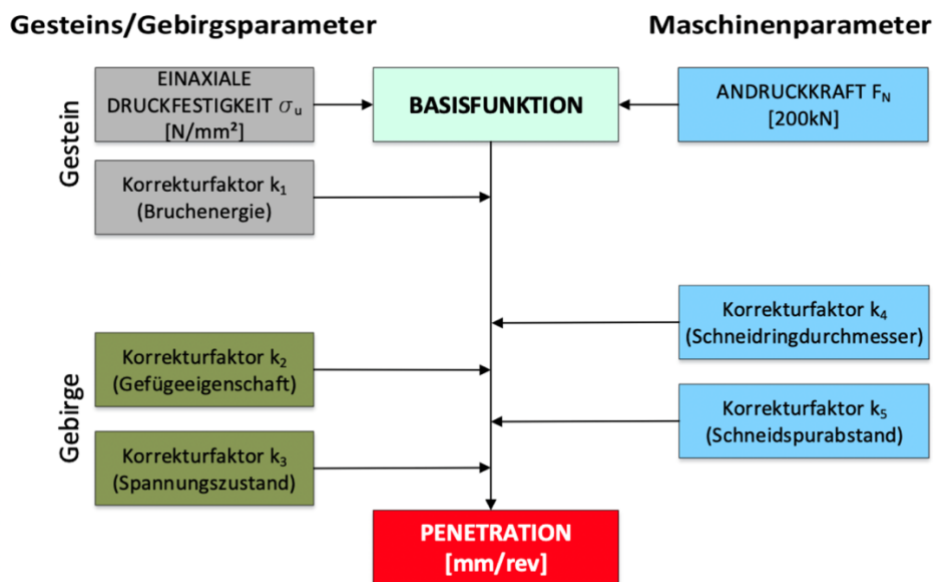 Gesteins/Gebirgsparameter
Maschinenparameter
Gestein
EINAXIALE
DRUCKFESTIGKEIT σu
[N/mm²]
BASISFUNKTION
ANDRUCKKRAFT FN
[200kN]
Korrekturfaktor k1
(Bruchenergie)
Korrekturfaktor k4
(Schneidringdurchmesser)
Gebirge
Korrekturfaktor k2
(Gefügeeigenschaft)
Korrekturfaktor k5
(Schneidspurabstand)
Korrekturfaktor k3
(Spannungszustand)
PENETRATION
[mm/rev]